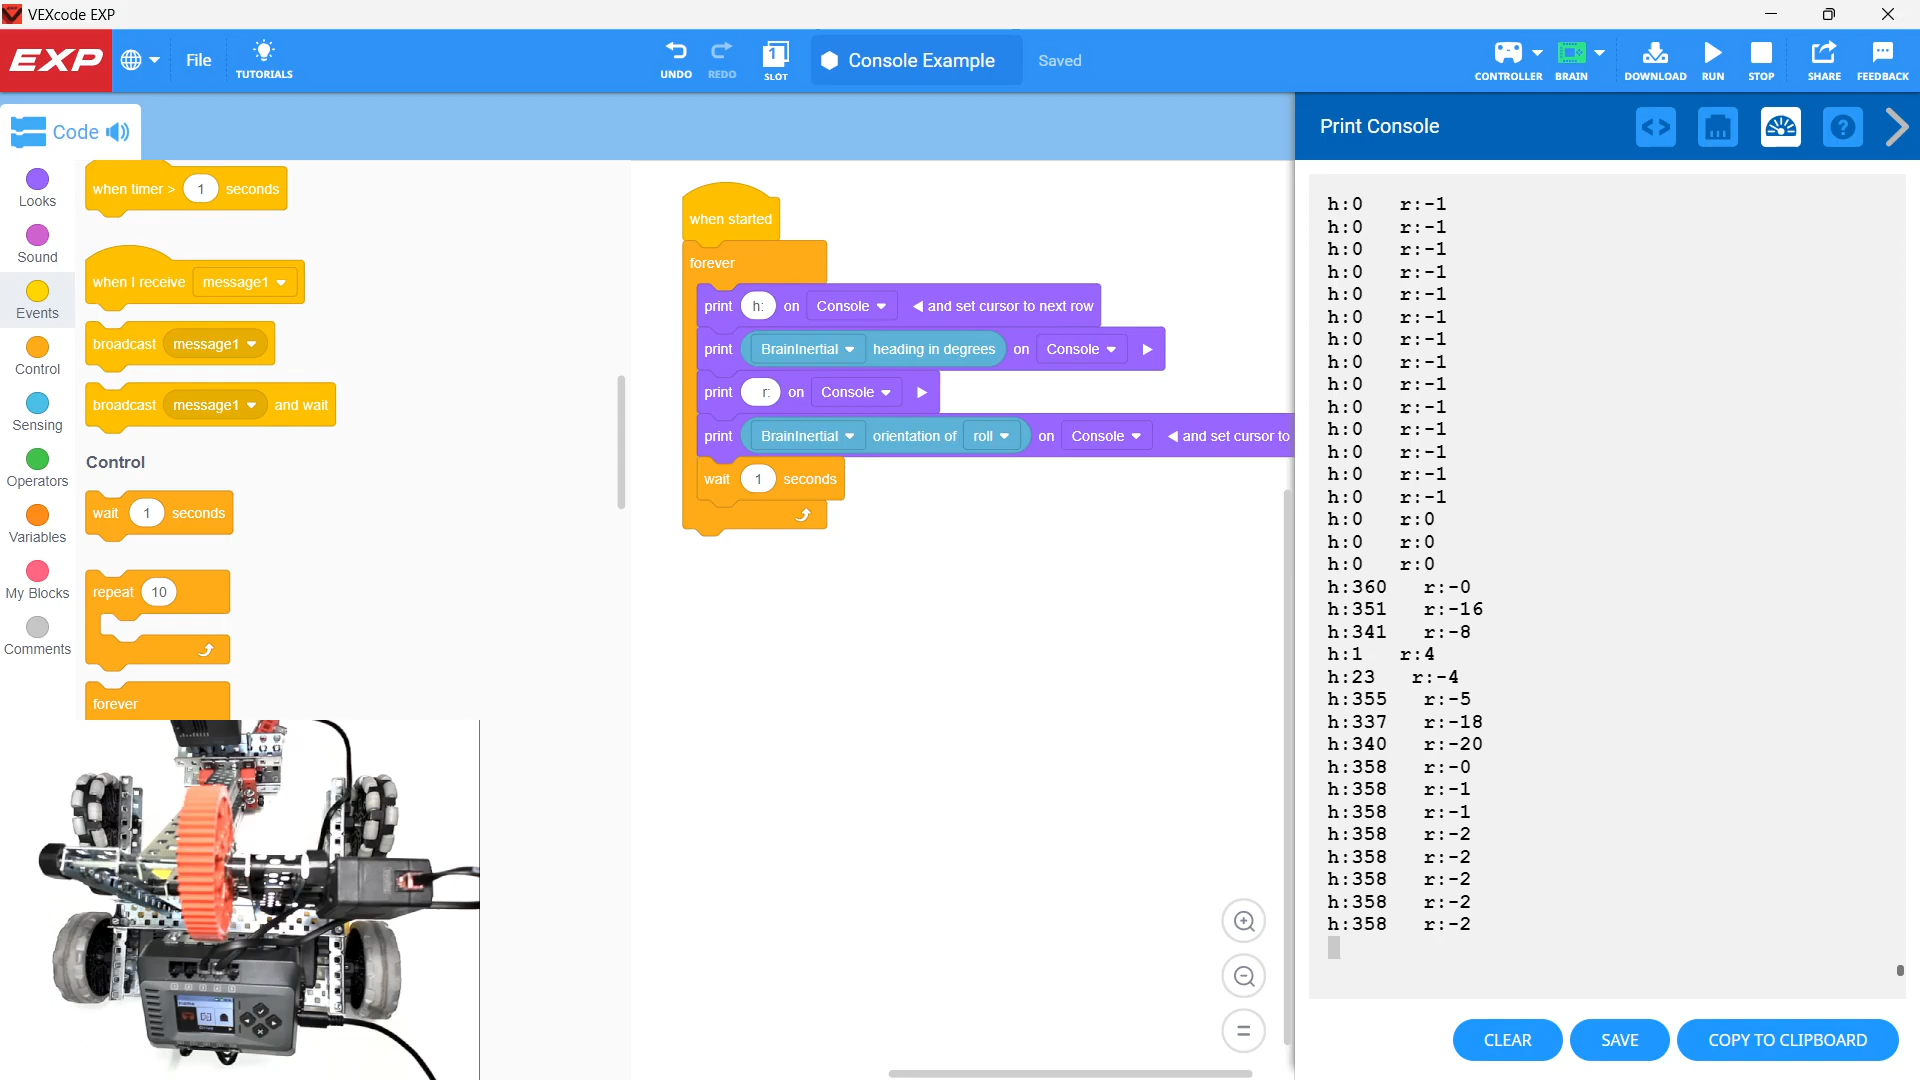 VEXcode EXP
EXP
File
TUTORIALS
UNDO
REDO
1
SLOT
Console Example
Saved
CONTROLLER
BRAIN
DOWNLOAD
RUN
STOP
SHARE
FEEDBACK
Code
Print Console
Looks
Sound
Events
Control
Sensing
Operators
Variables
My Blocks
Comments
when timer > 1 seconds
when I receive message1
broadcast message1
broadcast message1 and wait
Control
wait 1 seconds
repeat 10
forever
when started
forever
print h: on Console and set cursor to next row
print BrainInertial heading in degrees on Console
print r: on Console
print BrainInertial orientation of roll on Console and set cursor to
wait 1 seconds
h:0 r:-1
h:0 r:-1
h:0 r:-1
h:0 r:-1
h:0 r:-1
h:0 r:-1
h:0 r:-1
h:0 r:-1
h:0 r:-1
h:0 r:-1
h:0 r:-1
h:0 r:-1
h:0 r:-1
h:0 r:-1
h:0 r:0
h:0 r:0
h:0 r:0
h:360 r:-0
h:351 r:-16
h:341 r:-8
h:1 r:4
h:23 r:-4
h:355 r:-5
h:337 r:-18
h:340 r:-20
h:358 r:-0
h:358 r:-1
h:358 r:-1
h:358 r:-2
h:358 r:-2
h:358 r:-2
h:358 r:-2
h:358 r:-2
CLEAR
SAVE
COPY TO CLIPBOARD